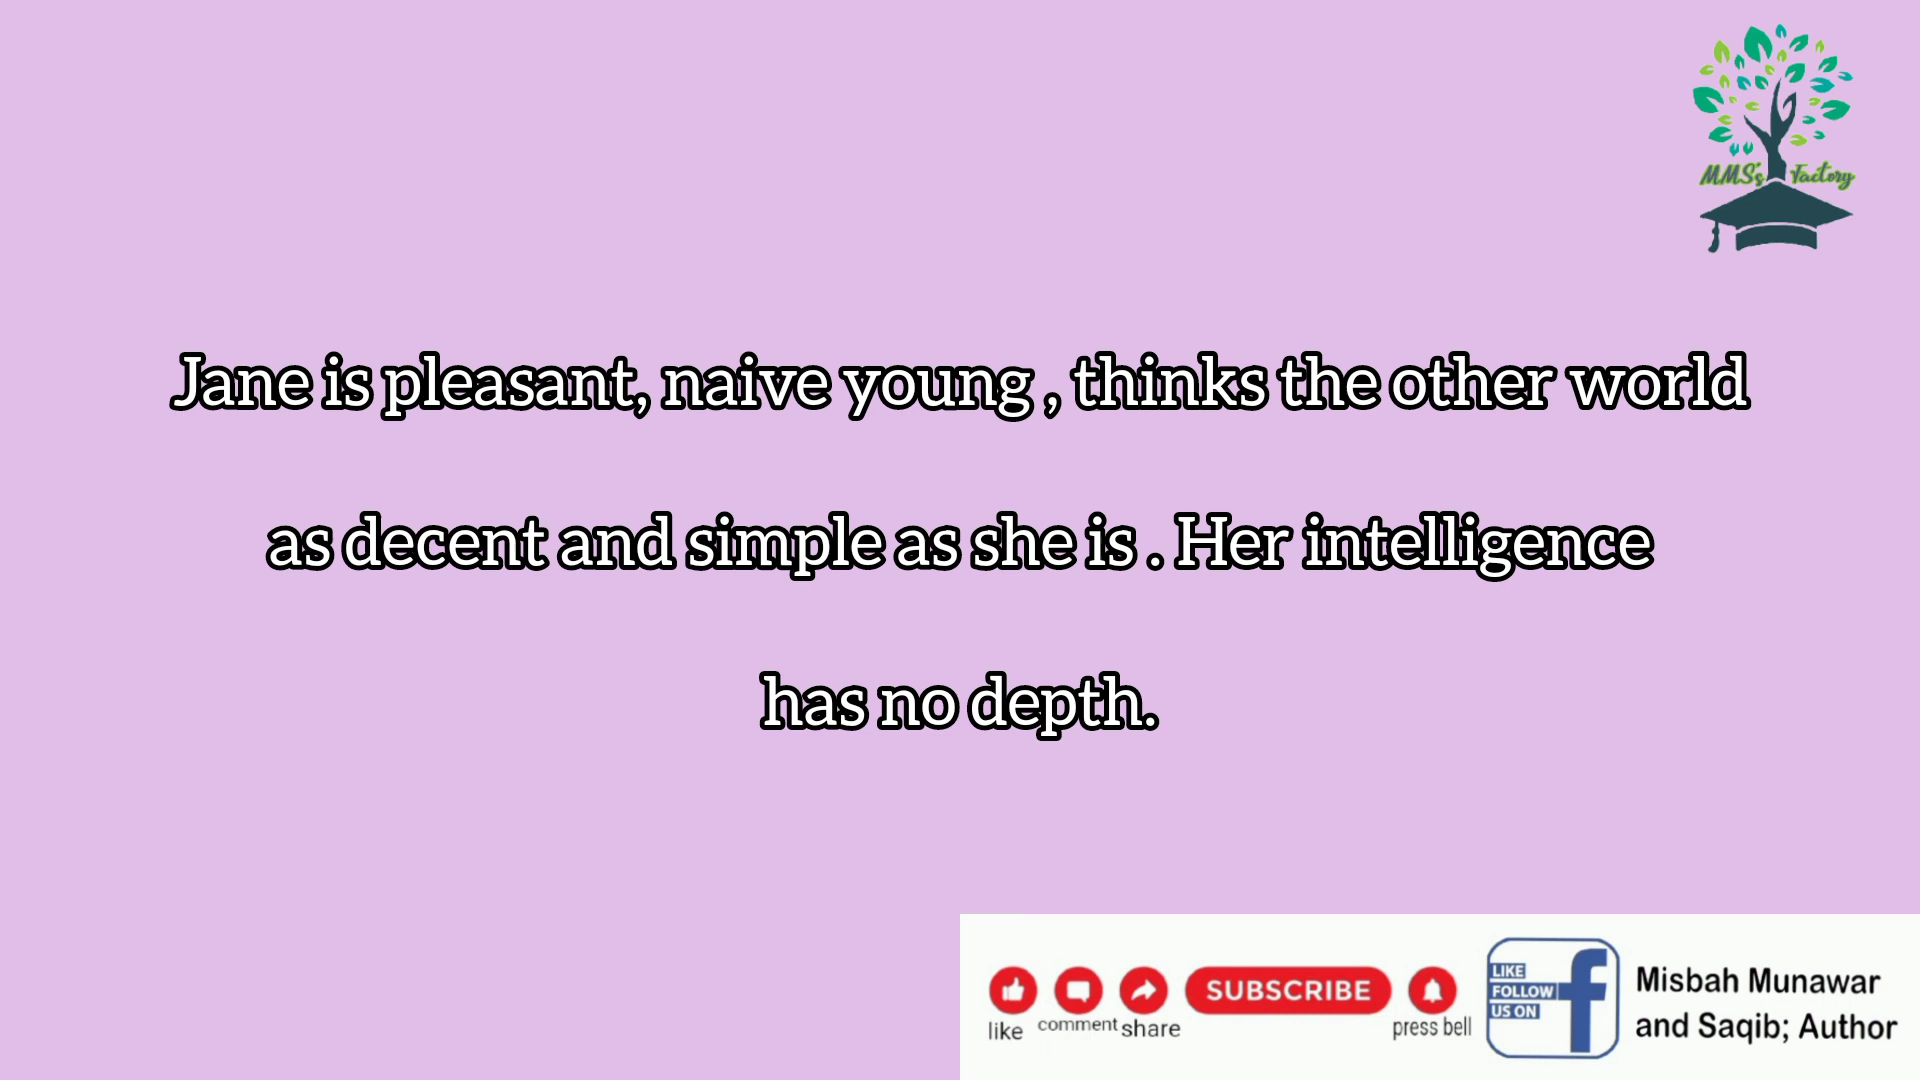 MMS's Factory
Jane is pleasant, naive young , thinks the other world
as decent and simple as she is . Her intelligence
has no depth.
like
comment
share
SUBSCRIBE
press bell
LIKE
FOLLOW
US ON
f
Misbah Munawar
and Saqib; Author